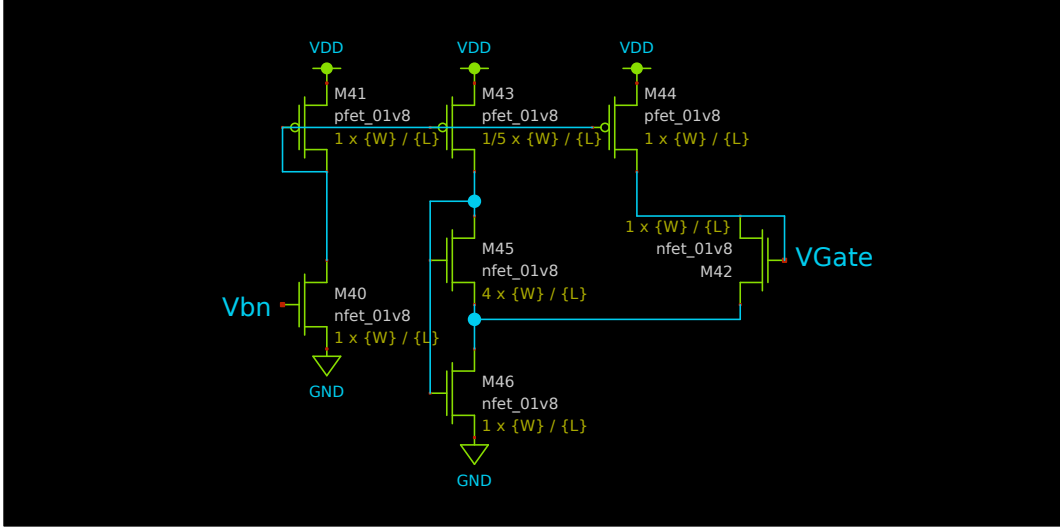 VDD
M41
pfet_01v8
1 x {W} / {L}
VDD
M43
pfet_01v8
1/5 x {W} / {L}
VDD
M44
pfet_01v8
1 x {W} / {L}
Vbn
M40
nfet_01v8
1 x {W} / {L}
GND
M45
nfet_01v8
4 x {W} / {L}
1 x {W} / {L}
nfet_01v8
M42
VGate
M46
nfet_01v8
1 x {W} / {L}
GND